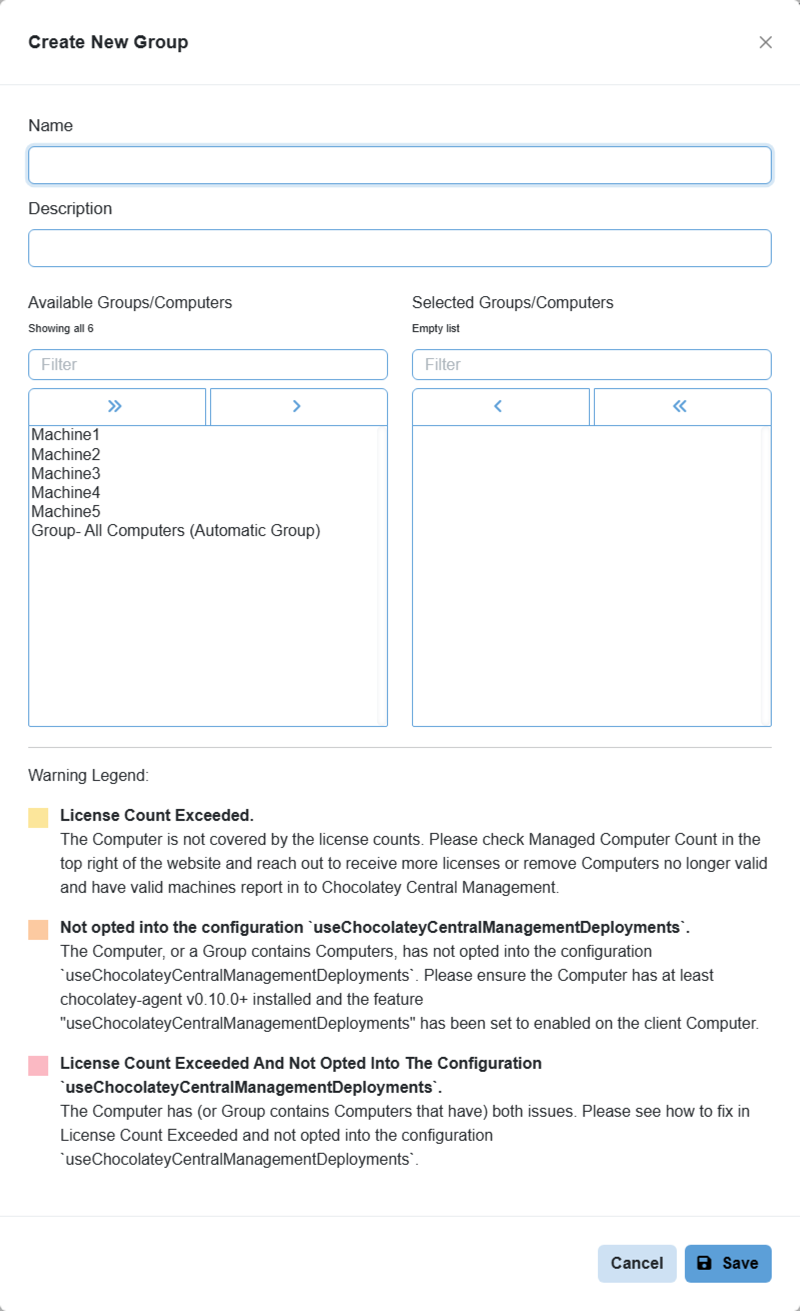 Create New Group
Name
Description
Available Groups/Computers
Showing all 6
Filter
Machine1
Machine2
Machine3
Machine4
Machine5
Group- All Computers (Automatic Group)
Selected Groups/Computers
Empty list
Filter
Warning Legend:
License Count Exceeded.
The Computer is not covered by the license counts. Please check Managed Computer Count in the
top right of the website and reach out to receive more licenses or remove Computers no longer valid
and have valid machines report in to Chocolatey Central Management.
Not opted into the configuration `useChocolateyCentralManagementDeployments`.
The Computer, or a Group contains Computers, has not opted into the configuration
`useChocolateyCentralManagementDeployments`. Please ensure the Computer has at least
chocolatey-agent v0.10.0+ installed and the feature
"useChocolateyCentralManagementDeployments" has been set to enabled on the client Computer.
License Count Exceeded And Not Opted Into The Configuration
`useChocolateyCentralManagementDeployments`.
The Computer has (or Group contains Computers that have) both issues. Please see how to fix in
License Count Exceeded and not opted into the configuration
`useChocolateyCentralManagementDeployments`.
Cancel
Save